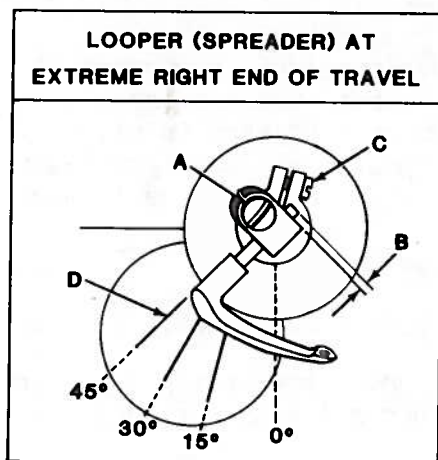 LOOPER (SPREADER) AT
EXTREME RIGHT END OF TRAVEL
A
C
B
D
45°
30°
15°
0°